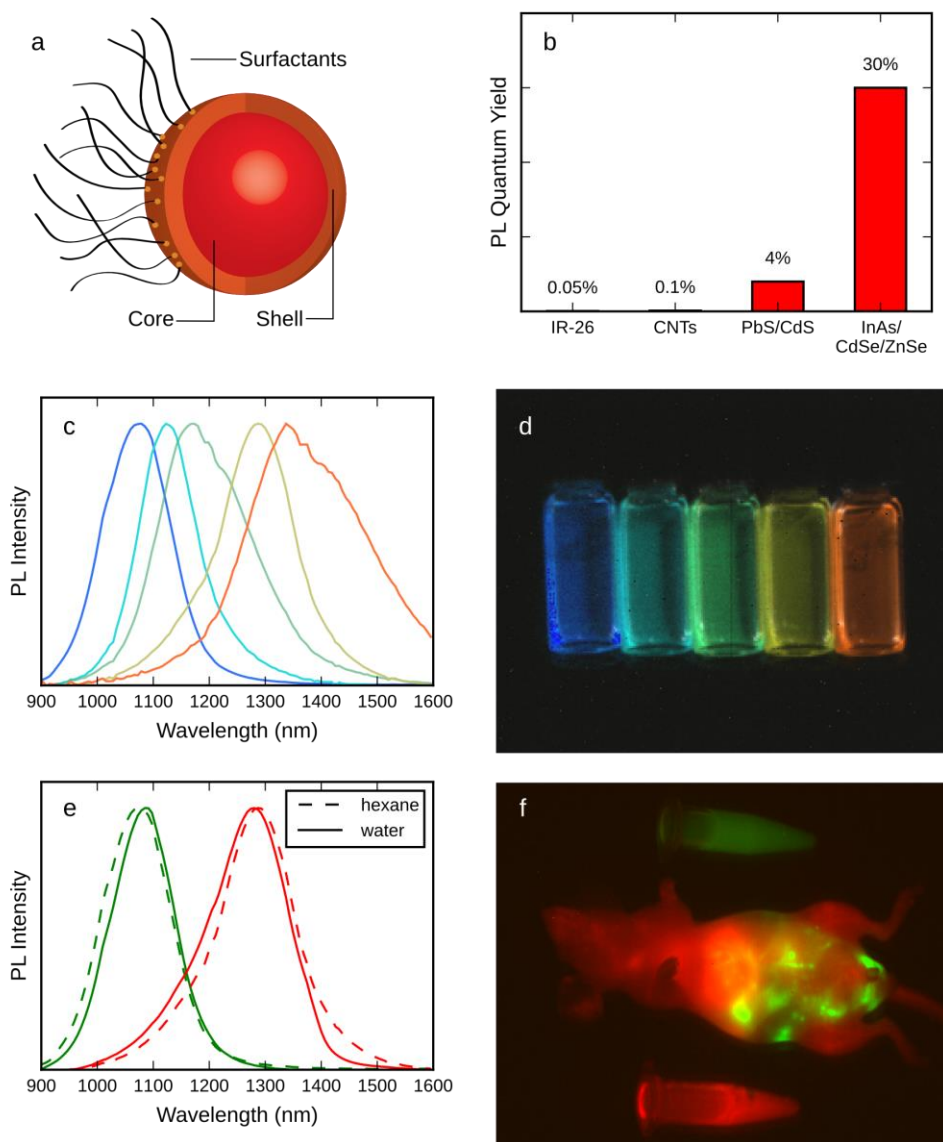 a
Surfactants
Core
Shell
b
PL Quantum Yield
0.05%
0.1%
4%
30%
IR-26
CNTs
PbS/CdS
InAs/
CdSe/ZnSe
c
PL Intensity
900 1000 1100 1200 1300 1400 1500 1600
Wavelength (nm)
d
e
hexane
water
PL Intensity
900 1000 1100 1200 1300 1400 1500 1600
Wavelength (nm)
f